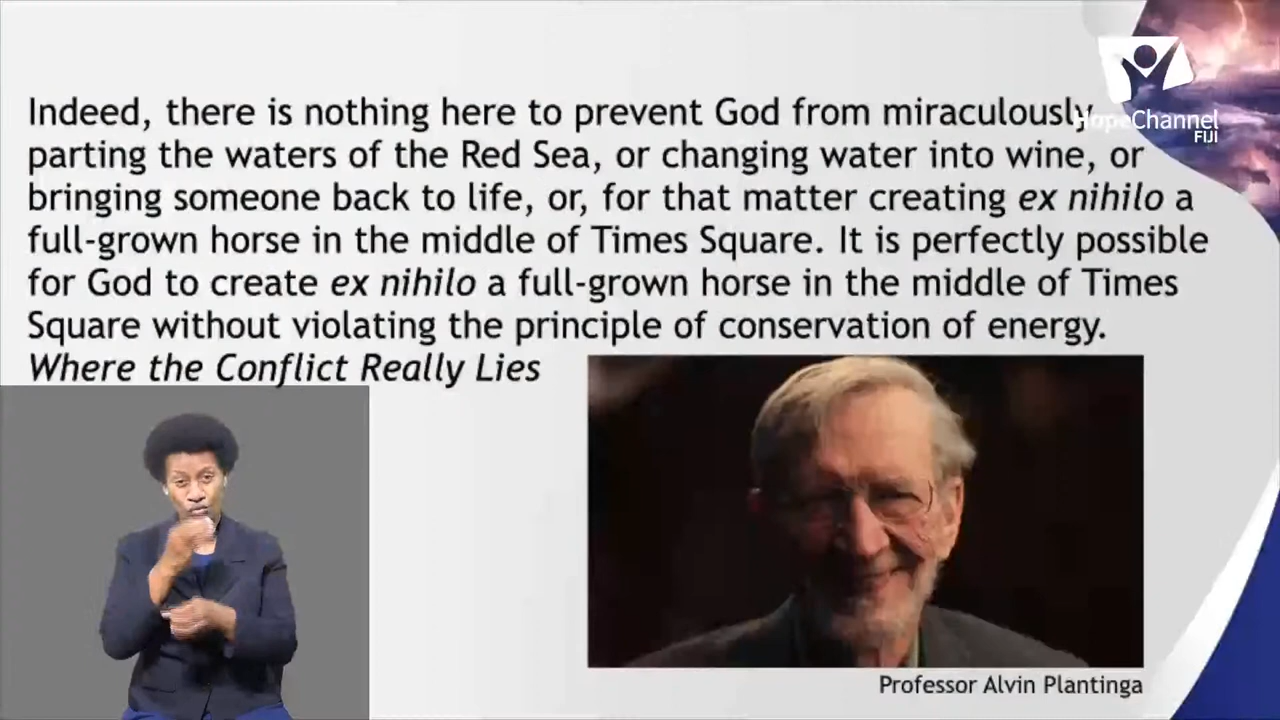 Indeed, there is nothing here to prevent God from miraculously
parting the waters of the Red Sea, or changing water into wine, or
bringing someone back to life, or, for that matter creating ex nihilo a
full-grown horse in the middle of Times Square. It is perfectly possible
for God to create ex nihilo a full-grown horse in the middle of Times
Square without violating the principle of conservation of energy.
Where the Conflict Really Lies
HopeChannel
FIJI
Professor Alvin Plantinga